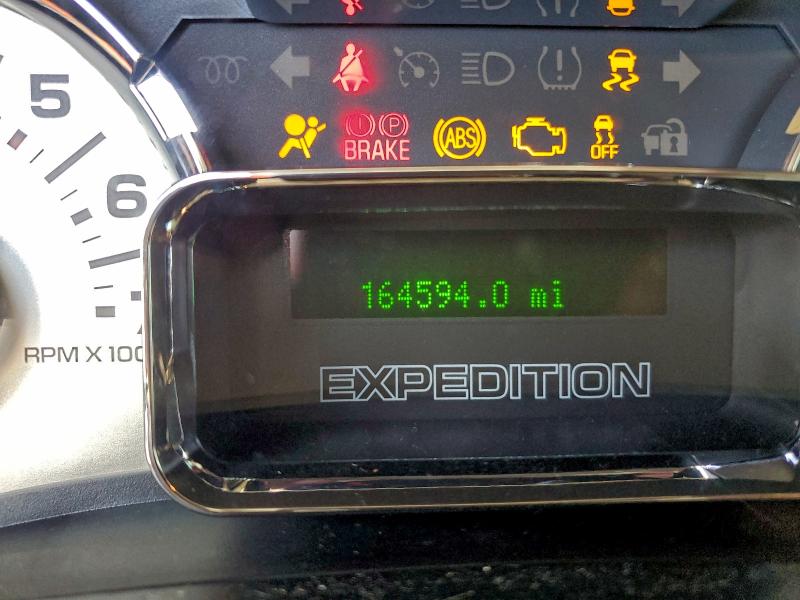 5
6
(P)
BRAKE
ABS
OFF
164594.0 mi
RPM X 100
EXPEDITION